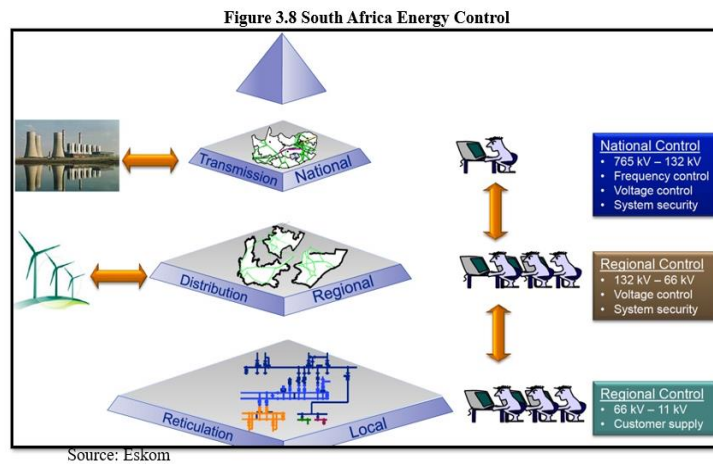 Figure 3.8 South Africa Energy Control
Transmission
National
National Control
• 765 kV – 132 kV
• Frequency control
• Voltage control
• System security
Distribution
Regional
Regional Control
• 132 kV – 66 kV
• Voltage control
• System security
Reticulation
Local
Regional Control
• 66 kV – 11 kV
• Customer supply
Source: Eskom